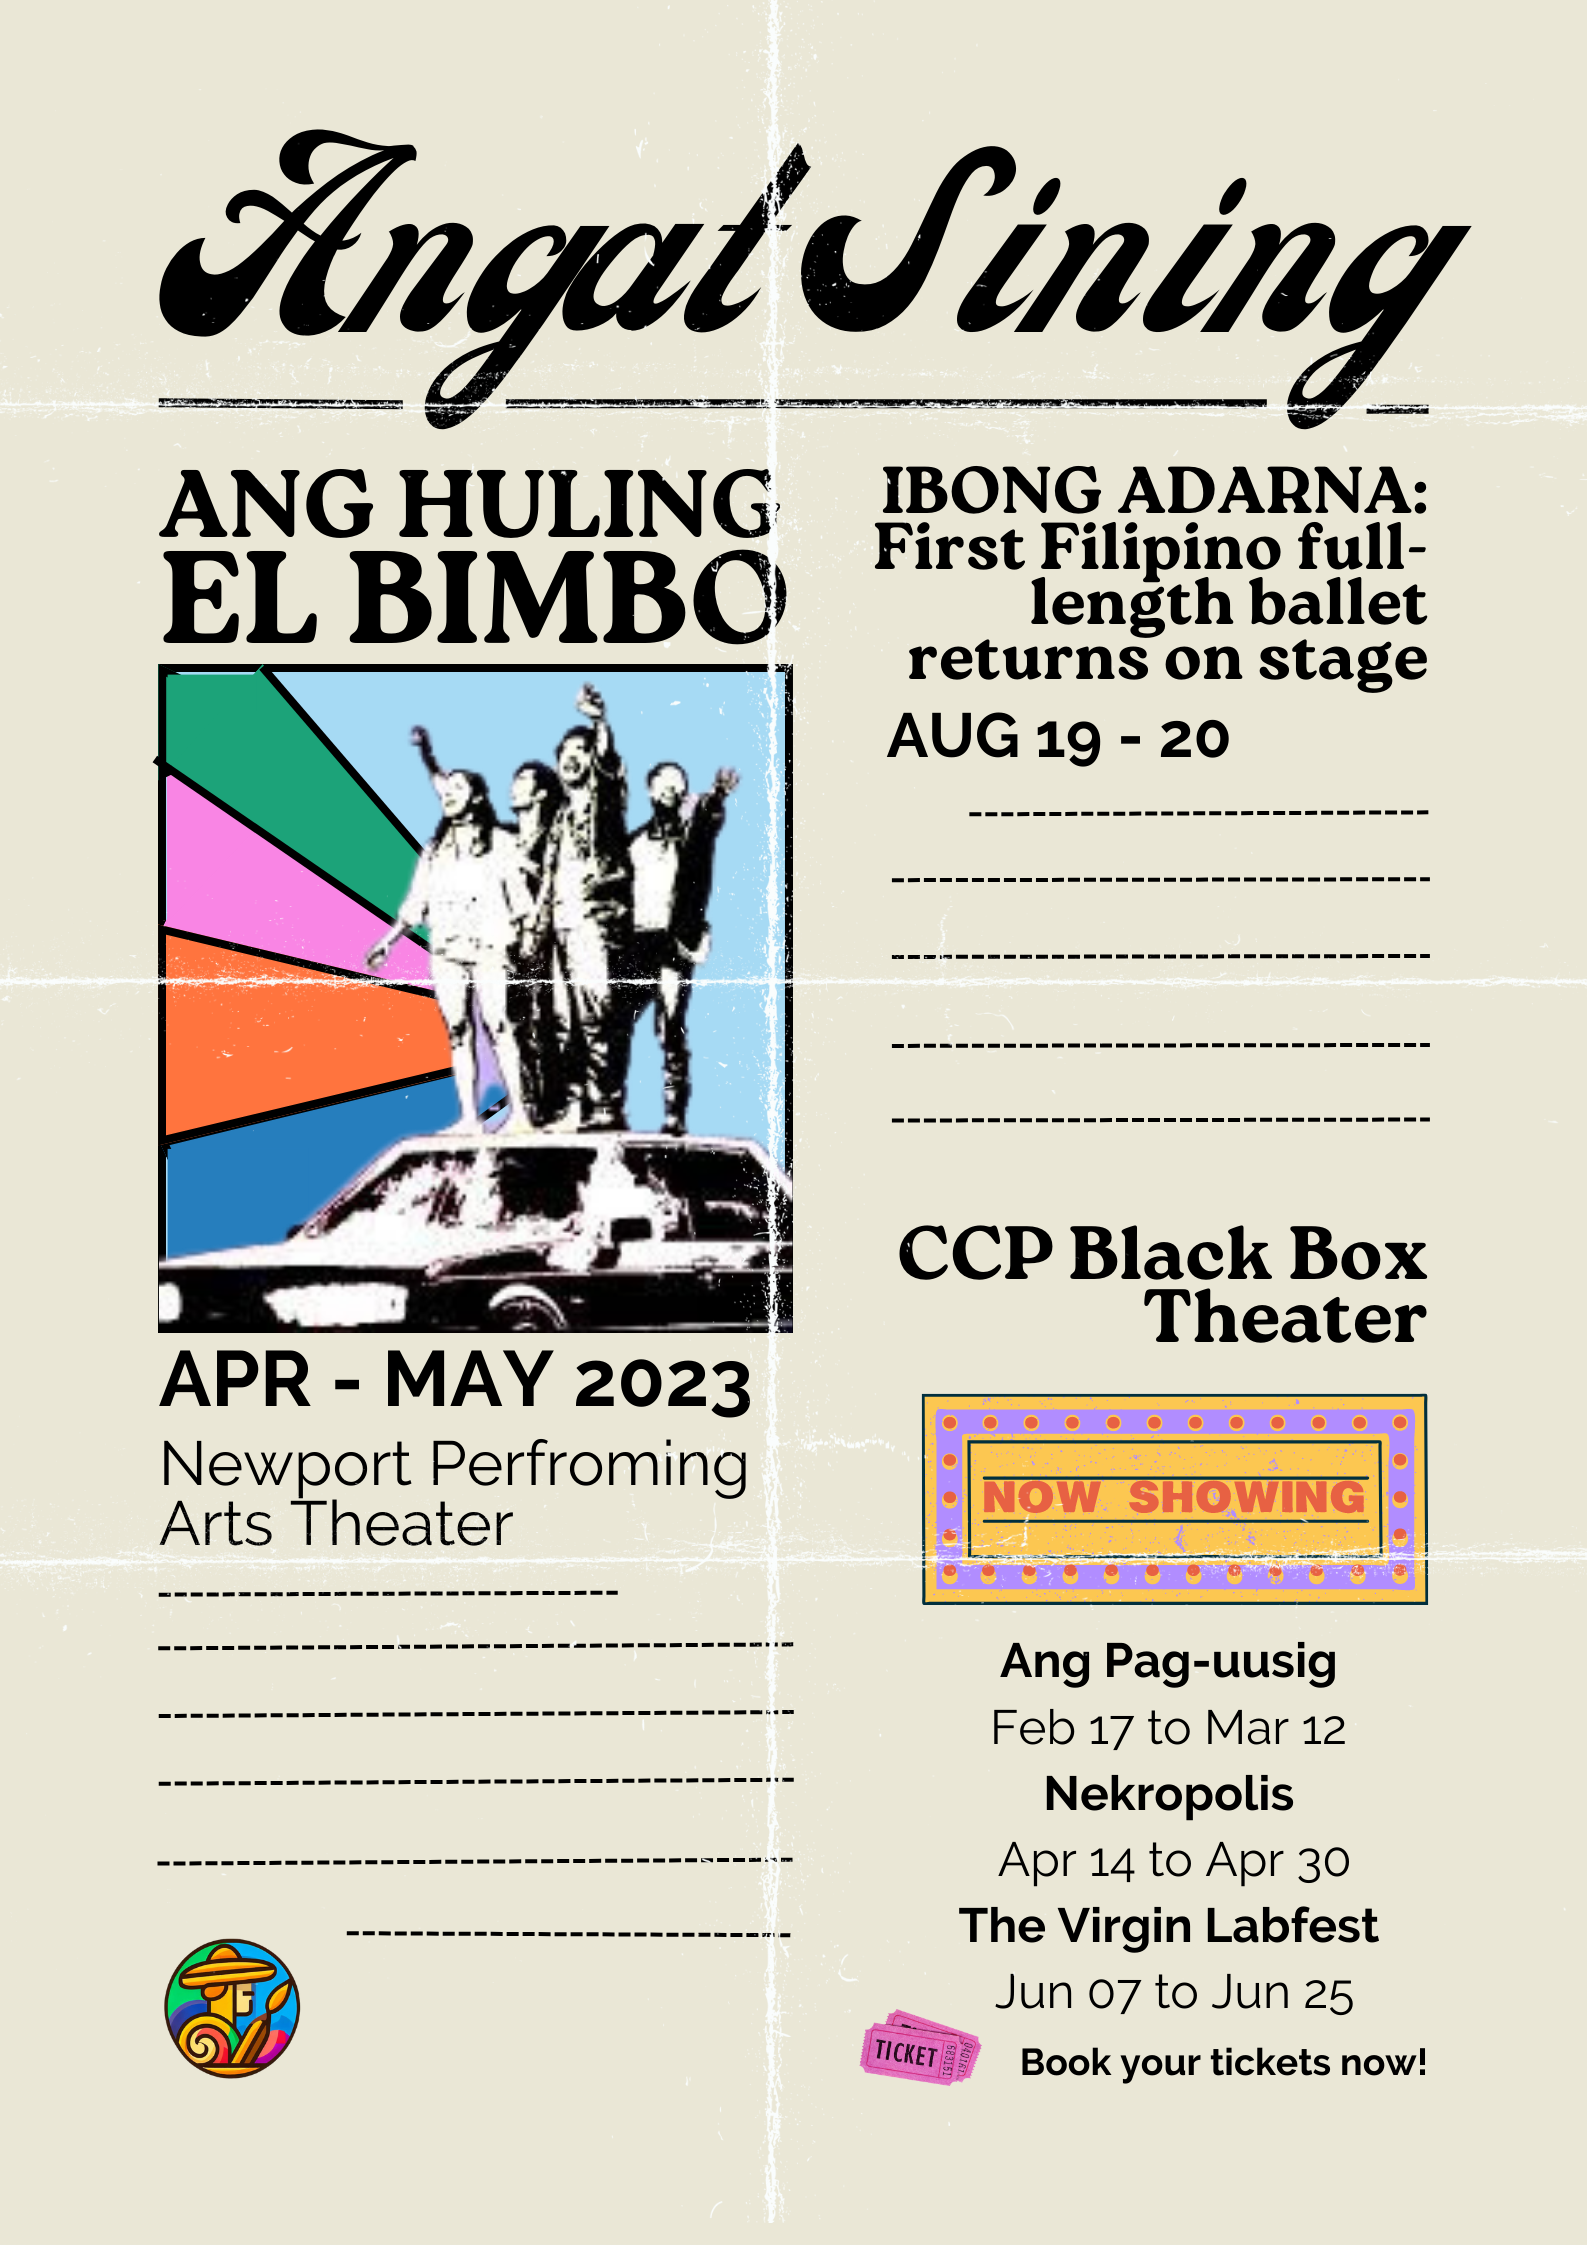 Angat Sining
ANG HULING
EL BIMBO
APR - MAY 2023
Newport Perfroming
Arts Theater
IBONG ADARNA:
First Filipino full-
length ballet
returns on stage
AUG 19 - 20
CCP Black Box
Theater
NOW SHOWING
Ang Pag-uusig
Feb 17 to Mar 12
Nekropolis
Apr 14 to Apr 30
The Virgin Labfest
Jun 07 to Jun 25
TICKET
Book your tickets now!